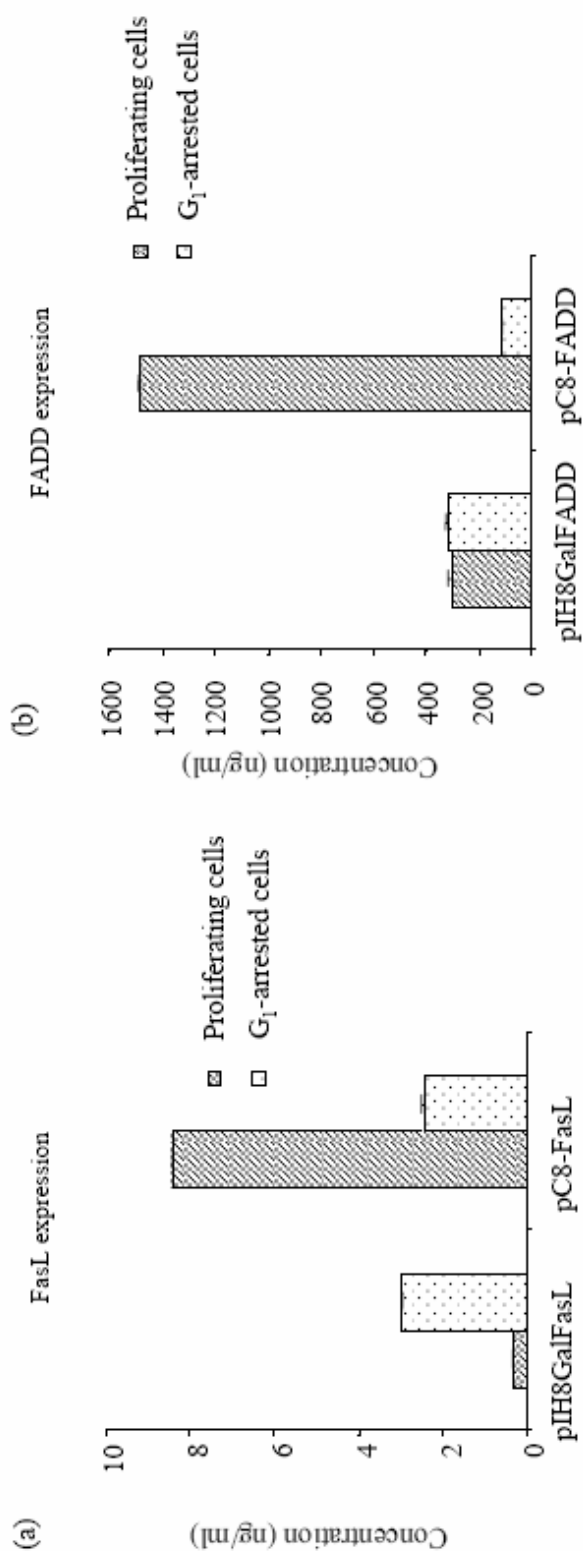 (a)
FasL expression
Concentration (ng/ml)
10
8
6
4
2
0
Proliferating cells
G₁-arrested cells
pIH8GalFasL
pC8-FasL
(b)
FADD expression
Concentration (ng/ml)
1600
1400
1200
1000
800
600
400
200
0
Proliferating cells
G₁-arrested cells
pIH8GalFADD
pC8-FADD